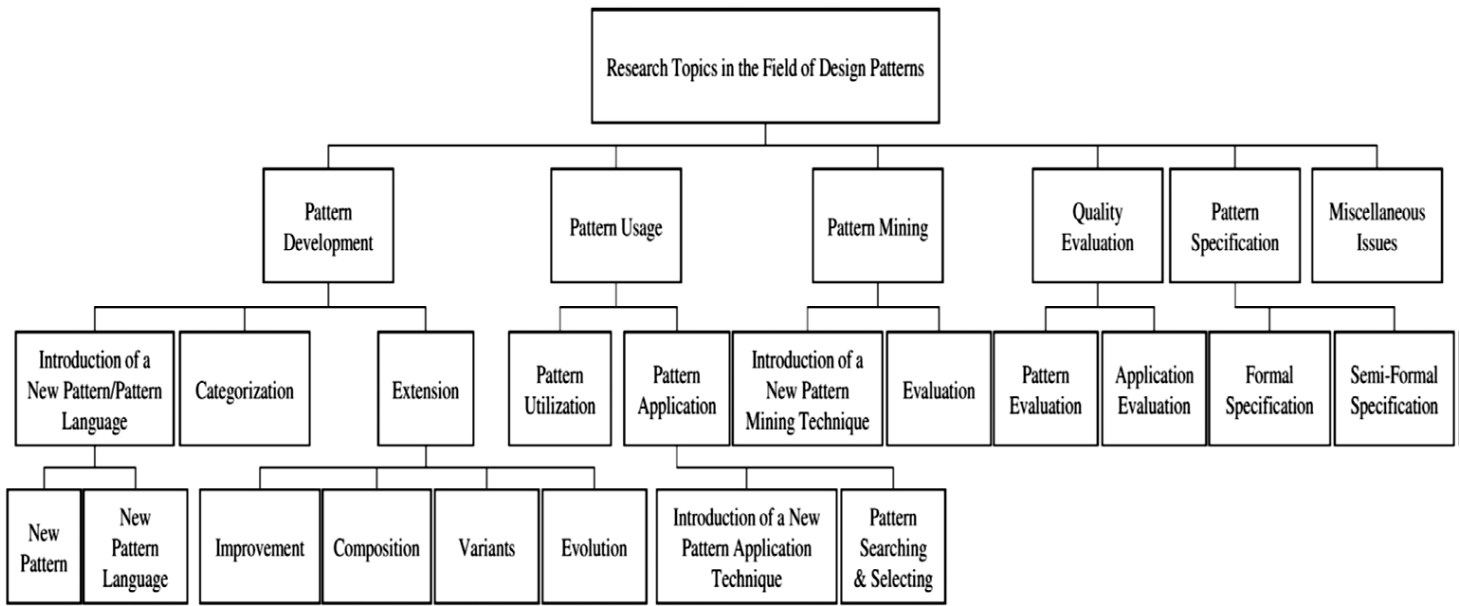 Research Topics in the Field of Design Patterns
Pattern
Development
Pattern Usage
Pattern Mining
Quality
Evaluation
Pattern
Specification
Miscellaneous
Issues
Introduction of a
New Pattern/Pattern
Language
Categorization
Extension
Pattern
Utilization
Pattern
Application
Introduction of a
New Pattern
Mining Technique
Evaluation
Pattern
Evaluation
Application
Evaluation
Formal
Specification
Semi-Formal
Specification
New
Pattern
New
Pattern
Language
Improvement
Composition
Variants
Evolution
Introduction of a New
Pattern Application
Technique
Pattern
Searching
& Selecting